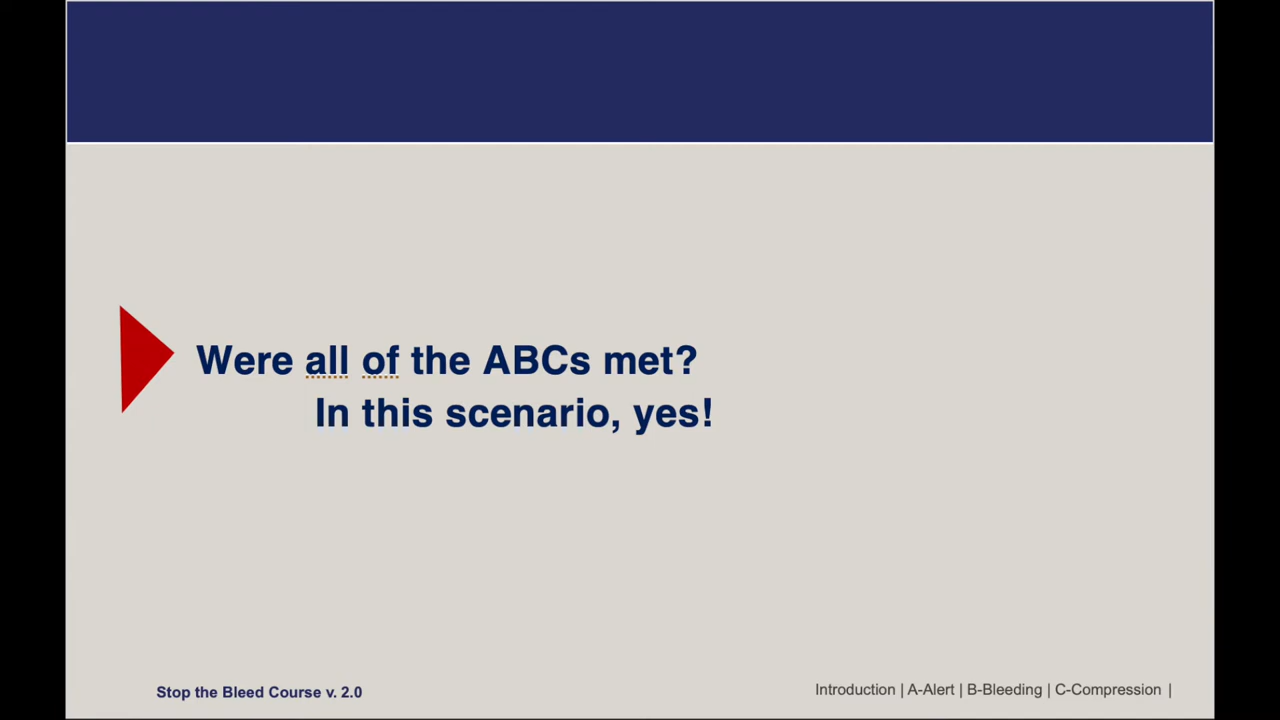 Were all of the ABCs met?
In this scenario, yes!
Stop the Bleed Course v. 2.0
Introduction | A-Alert | B-Bleeding | C-Compression |